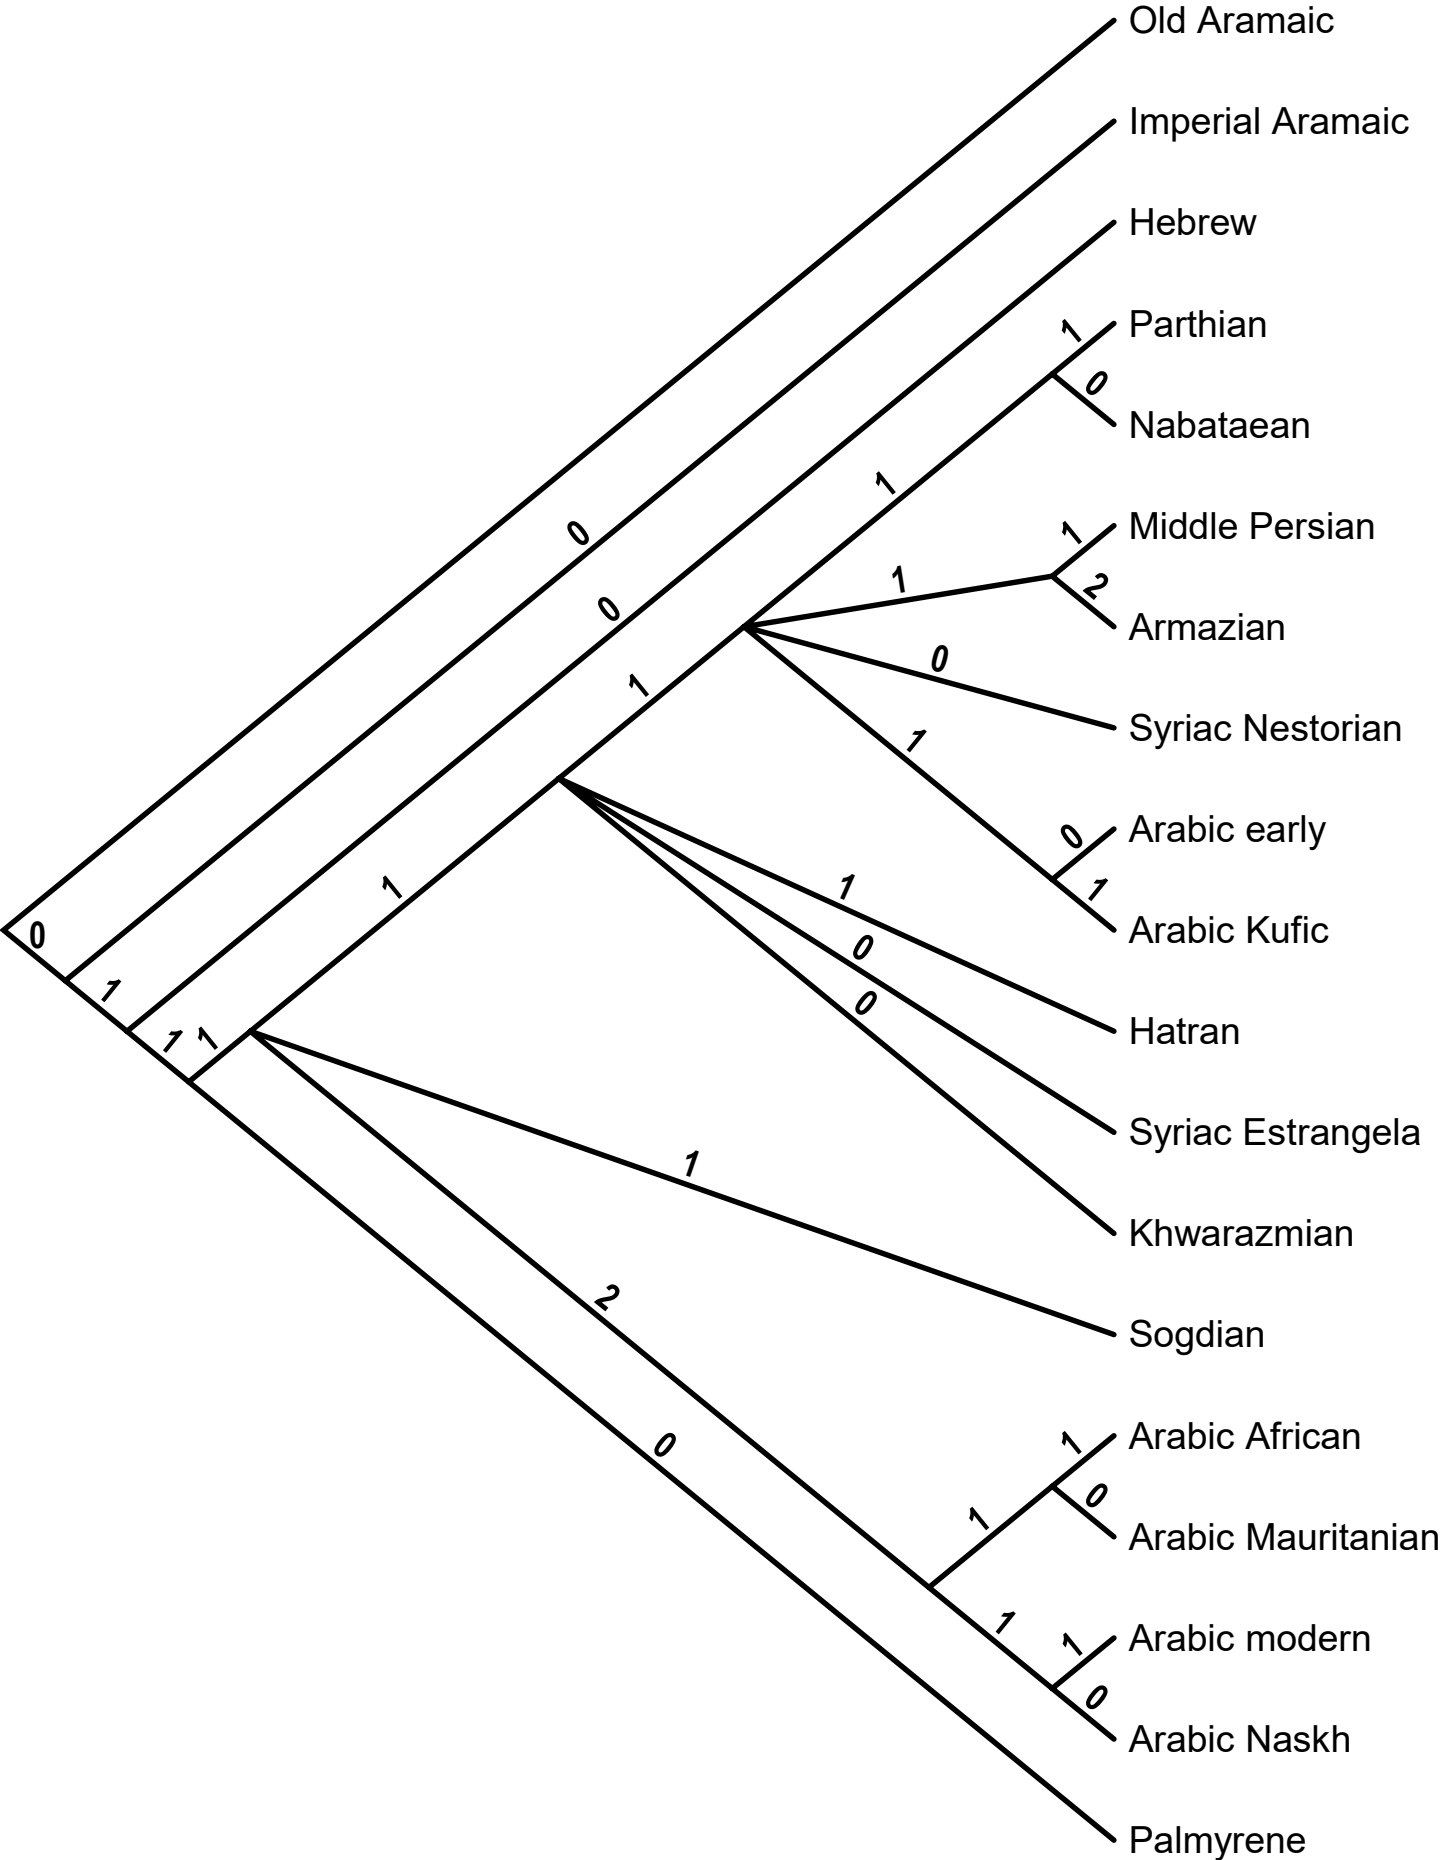 Old Aramaic
Imperial Aramaic
Hebrew
1 Parthian
0 Nabataean
1
1 Middle Persian
0
1
2 Armazian
0
0
1
Syriac Nestorian
1
0 Arabic early
1
1
1 Arabic Kufic
0
0
1
0
Hatran
1 1
Syriac Estrangela
1
Khwarazmian
2
Sogdian
1 Arabic African
0
0
1
Arabic Mauritanian
1
1 Arabic modern
0
Arabic Naskh
Palmyrene